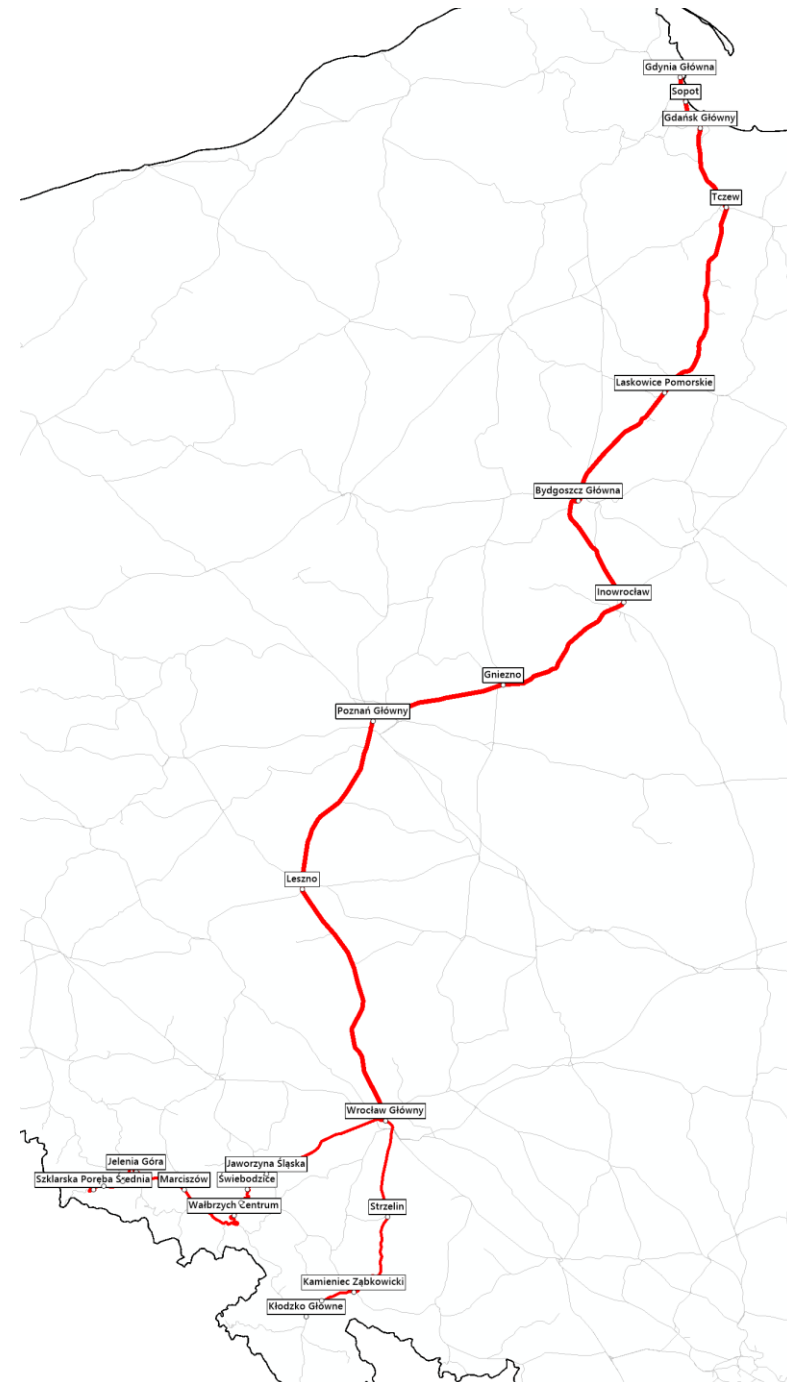 Gdynia Główna
Sopot
Gdańsk Główny
Tczew
Laskowice Pomorskie
Bydgoszcz Główna
Inowrocław
Gniezno
Poznań Główny
Leszno
Wrocław Główny
Jelenia Góra
Jaworzyna Śląska
Szklarska Poręba Średnia
Marciszów
Świebodzice
Wałbrzych Centrum
Strzelin
Kamieniec Ząbkowicki
Kłodzko Główne